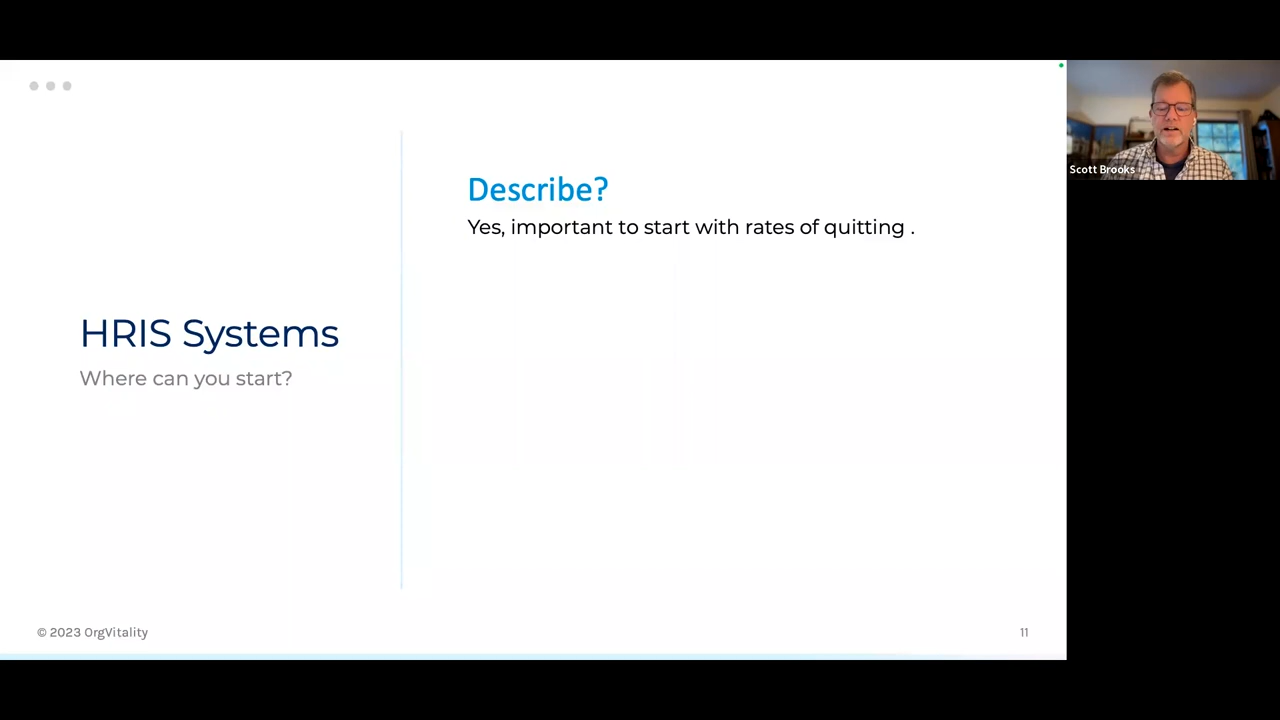 HRIS Systems
Where can you start?
Describe?
Yes, important to start with rates of quitting .
© 2023 OrgVitality
11
Scott Brooks